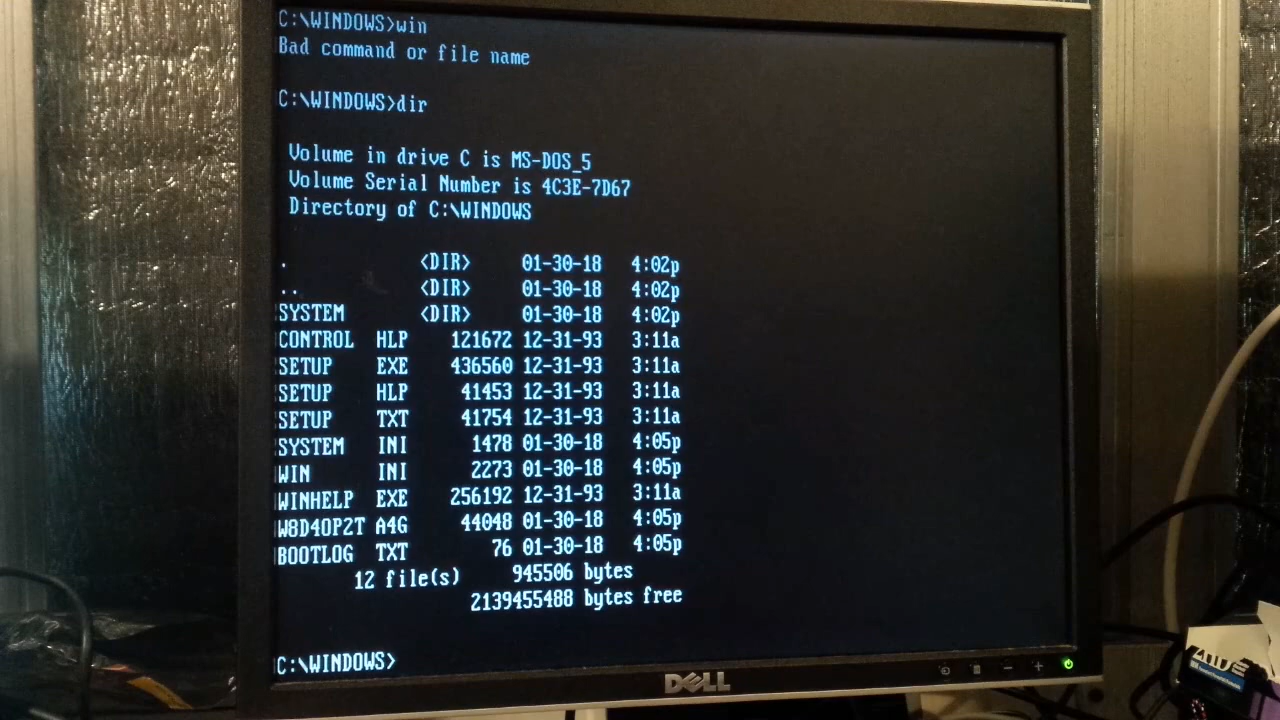 C:\WINDOWS>win
Bad command or file name
C:\WINDOWS>dir
Volume in drive C is MS-DOS_5
Volume Serial Number is 4C3E-7D67
Directory of C:\WINDOWS
. <DIR> 01-30-18 4:02p
.. <DIR> 01-30-18 4:02p
SYSTEM <DIR> 01-30-18 4:02p
CONTROL HLP 121672 12-31-93 3:11a
SETUP EXE 436560 12-31-93 3:11a
SETUP HLP 41453 12-31-93 3:11a
SETUP TXT 41754 12-31-93 3:11a
SYSTEM INI 1478 01-30-18 4:05p
WIN INI 2273 01-30-18 4:05p
WINHELP EXE 256192 12-31-93 3:11a
W8D4OP2T A4G 44048 01-30-18 4:05p
BOOTLOG TXT 76 01-30-18 4:05p
12 file(s) 945506 bytes
2139455488 bytes free
C:\WINDOWS>
DELL